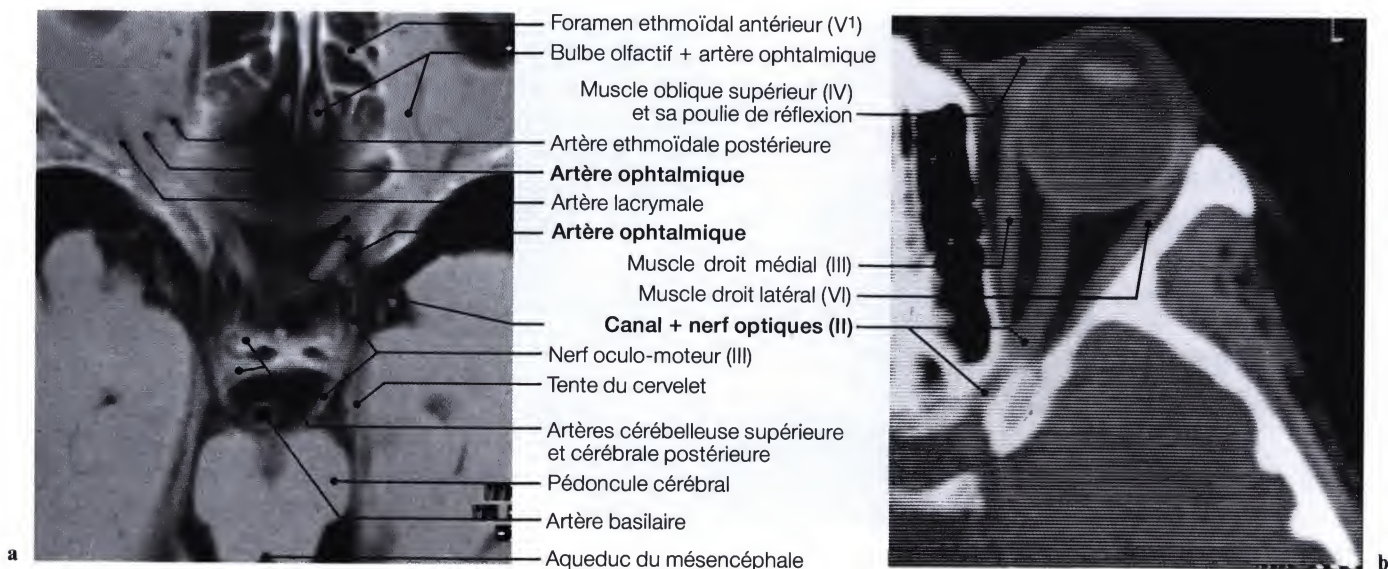 Foramen ethmoïdal antérieur (V1)
Bulbe olfactif + artère ophtalmique
Muscle oblique supérieur (IV)
et sa poulie de réflexion
Artère ethmoïdale postérieure
Artère ophtalmique
Artère lacrymale
Artère ophtalmique
Muscle droit médial (III)
Muscle droit latéral (VI)
Canal + nerf optiques (II)
Nerf oculo-moteur (III)
Tente du cervelet
Artères cérébelleuse supérieure
et cérébrale postérieure
Pédoncule cérébral
Artère basilaire
Aqueduc du mésencéphale
a
b